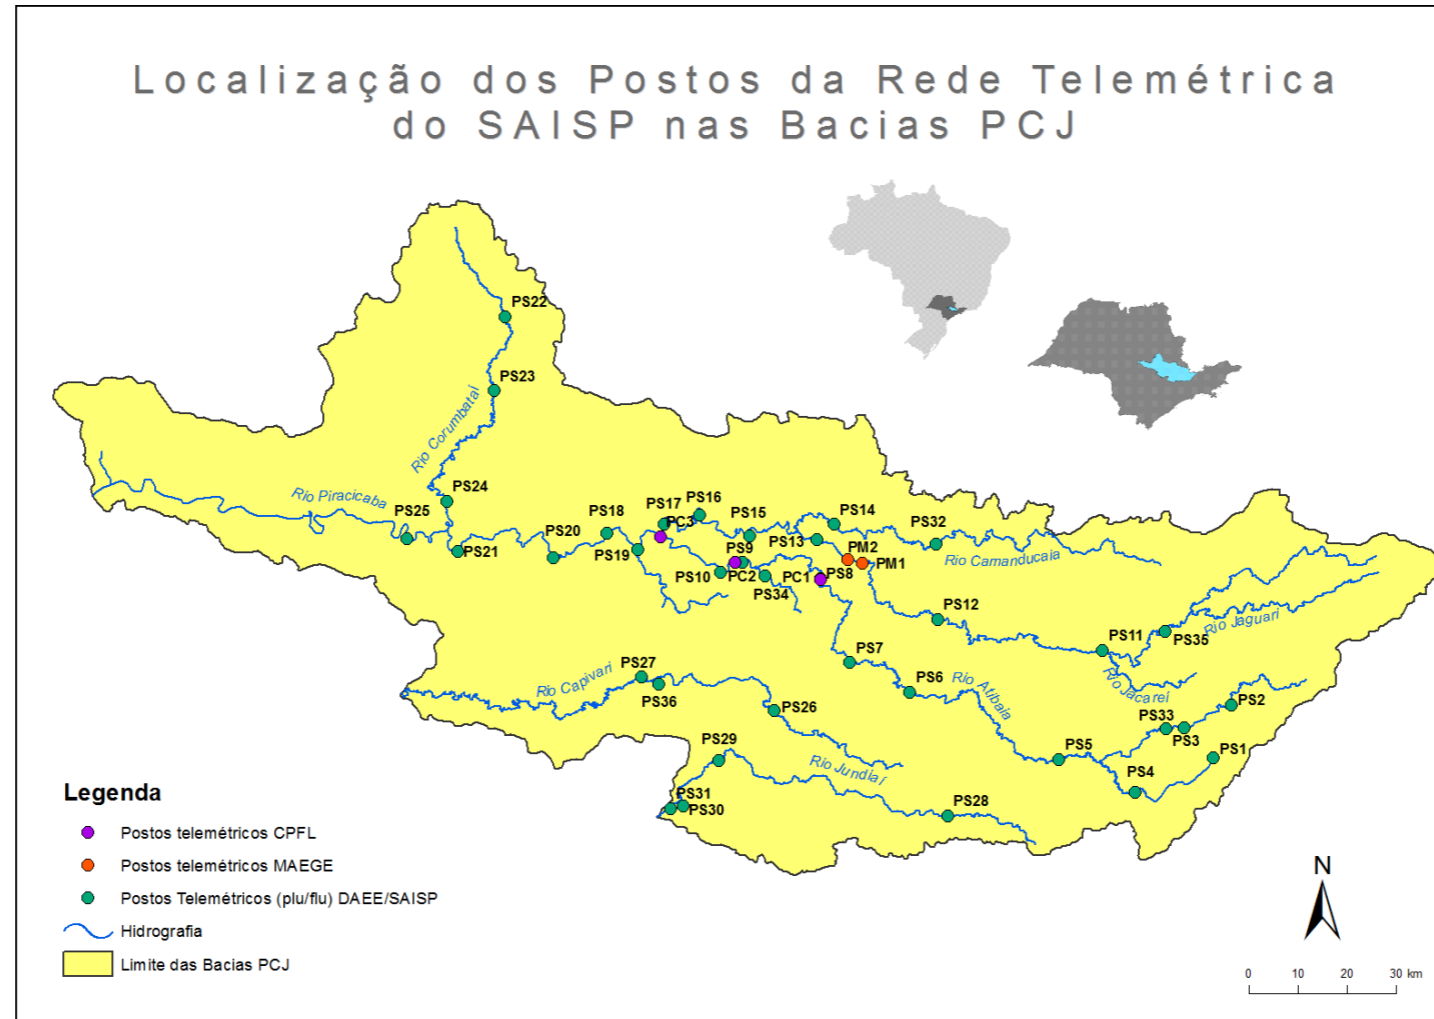 Localização dos Postos da Rede Telemétrica
do SAISP nas Bacias PCJ
PS22
PS23
Rio Corumbataí
PS24
Rio Piracicaba
PS25
PS21
PS20
PS18
PS19
PS17
PS16
PC3
PS15
PS14
PS13
PS32
PM2
PM1
Rio Camanducaia
PS9
PS10
PC2
PS34
PC1
PS8
PS12
PS11
PS35
Rio Jaguari
Rio Jacareí
PS7
PS6
Rio Atibaia
PS27
PS36
Rio Capivari
PS26
PS33
PS3
PS2
PS1
PS5
PS4
PS29
Rio Jundiaí
PS31
PS30
PS28
Legenda
Postos telemétricos CPFL
Postos telemétricos MAEGE
Postos Telemétricos (plu/flu) DAEE/SAISP
Hidrografia
Limite das Bacias PCJ
N
0 10 20 30 km